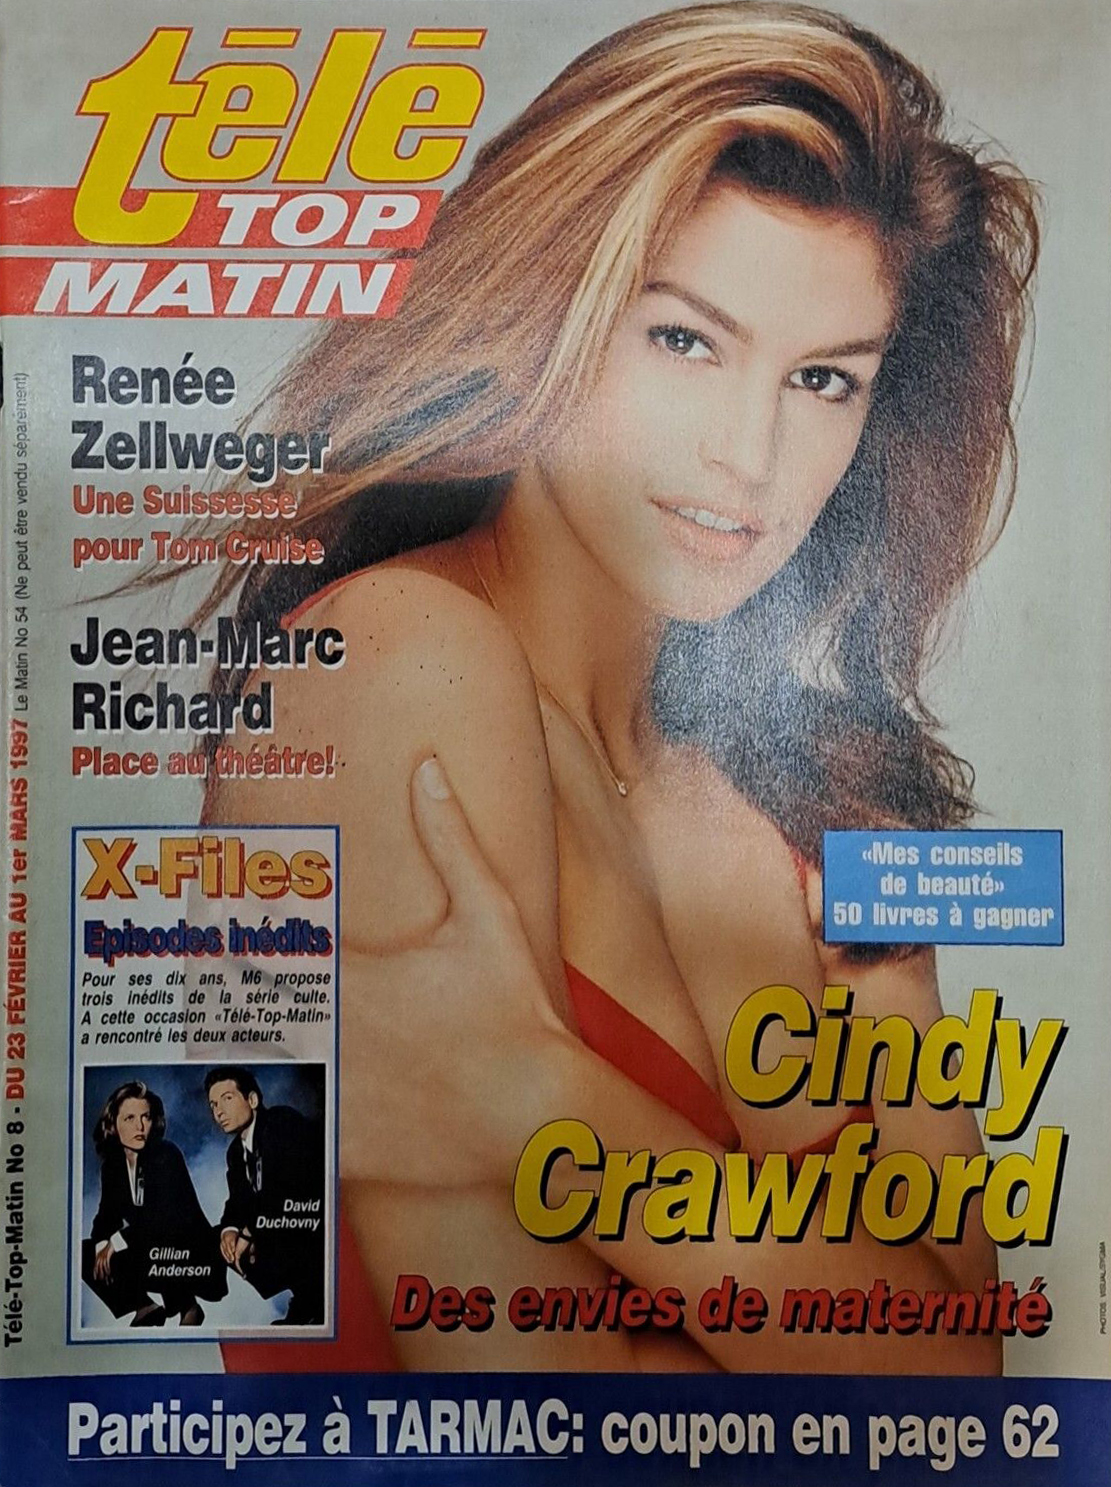 télé
TOP
MATIN
Renée
Zellweger
Une Suissesse
pour Tom Cruise
Jean-Marc
Richard
Place au théâtre!
X-Files
Episodes inédits
Pour ses dix ans, M6 propose
trois inédits de la série culte.
A cette occasion «Télé-Top-Matin»
a rencontré les deux acteurs.
David
Duchovny
Gillian
Anderson
«Mes conseils
de beauté»
50 livres à gagner
Cindy
Crawford
Des envies de maternité
Participez à TARMAC: coupon en page 62
Télé-Top-Matin No 8 - DU 23 FÉVRIER AU 1er MARS 1997 Le Matin No 54 (Ne peut être vendu séparément)
PHOTOS VISUAL/SYGMA